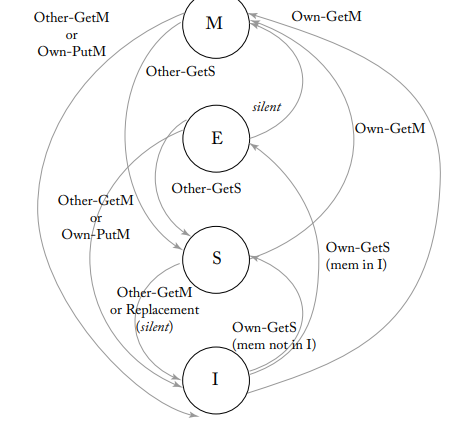 Other-GetM
or
Own-PutM
Own-GetM
M
Other-GetS
silent
Own-GetM
E
Other-GetS
Other-GetM
or
Own-PutM
S
Own-GetS
(mem in I)
Other-GetM
or Replacement
(silent)
Own-GetS
(mem not in I)
I